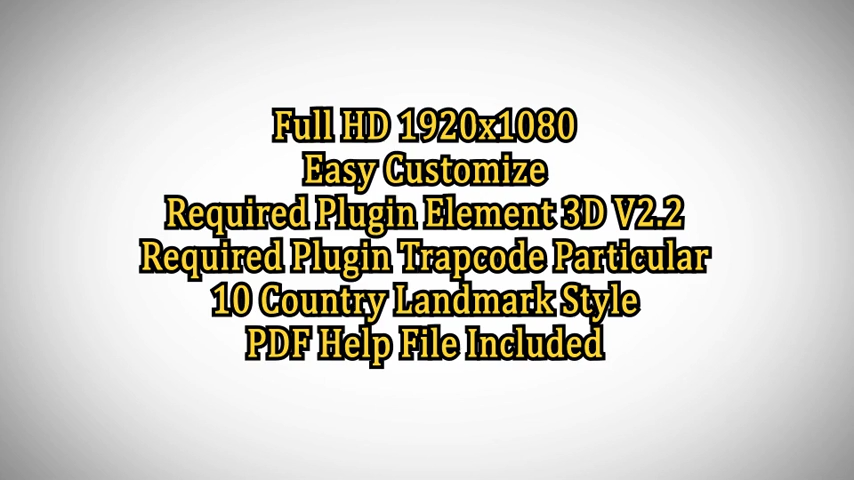 Full HD 1920x1080
Easy Customize
Required Plugin Element 3D V2.2
Required Plugin Trapcode Particular
10 Country Landmark Style
PDF Help File Included